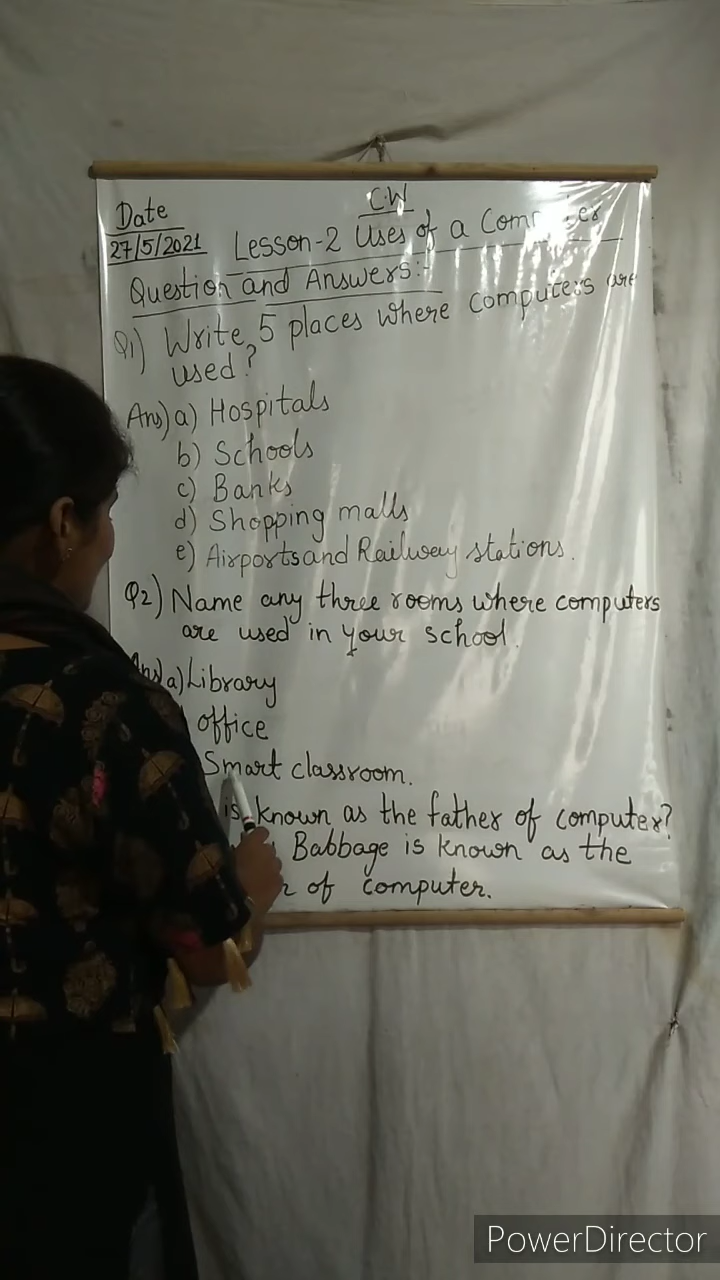 C.W
Date
27/5/2021
Lesson-2 Uses of a
Question and Answers:-
Q1) Write 5 places where computers are
used?
Ans) a) Hospitals
b) Schools
c) Banks
d) Shopping malls
e) Airports and Railway stations.
Q2) Name any three rooms where computers
are used in your school.
Ans) a) Library
office
Smart classroom.
is known as the father of computer?
Babbage is known as the
of computer.
PowerDirector